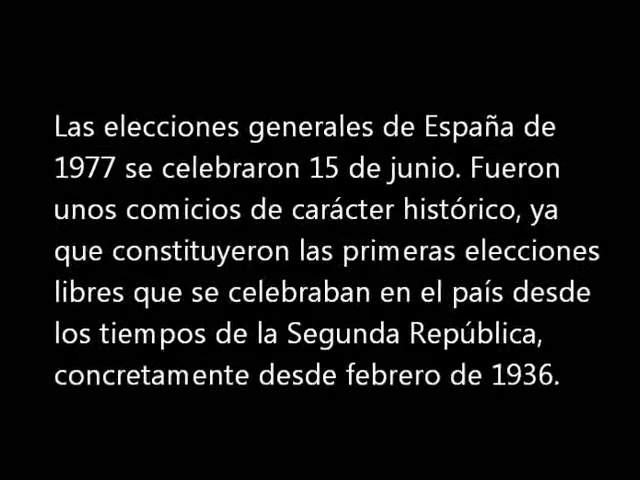 Las elecciones generales de España de
1977 se celebraron 15 de junio. Fueron
unos comicios de carácter histórico, ya
que constituyeron las primeras elecciones
libres que se celebraban en el país desde
los tiempos de la Segunda República,
concretamente desde febrero de 1936.